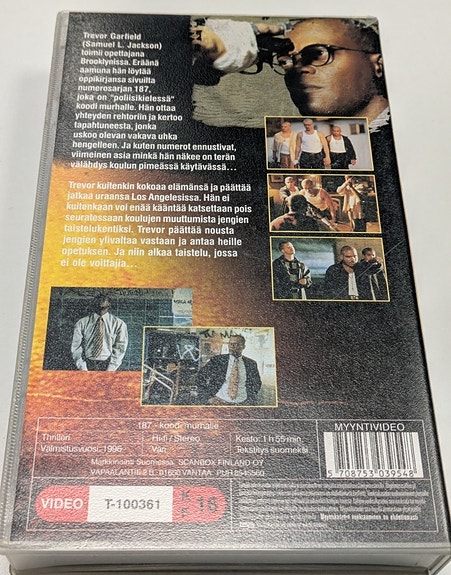 Trevor Garfield
(Samuel L. Jackson)
toimii opettajana
Brooklynissa. Eräänä
aamuna hän löytää
oppikirjansa sivuilta
numerosarjan 187,
joka on "poliisikielessä"
koodi murhalle. Hän ottaa
yhteyden rehtoriin ja kertoo
tapahtuneesta, jonka
uskoo olevan vakava uhka
hengelleen. Ja kuten numerot ennustivat,
viimeinen asia minkä hän näkee on terän
välähdys koulun pimeässä käytävässä...
Trevor kuitenkin kokoaa elämänsä ja päättää
jatkaa uraansa Los Angelesissa. Hän ei
kuitenkaan voi enää kääntää katsettaan pois
seuratessaan koulujen muuttumista jengien
taistelukentiksi. Trevor päättää nousta
jengien ylivaltaa vastaan ja antaa heille
opetuksen. Ja niin alkaa taistelu, jossa
ei ole voittajia...
187 - koodi murhalle
Thrilleri
Hi-fi / Stereo
Kesto: 1 h 55 min.
Valmistusvuosi: 1996
Väri
Tekstitys suomeksi
Markkinointi Suomessa: SCANBOX FINLAND OY
VAPAALANTIE 2 B, 01650 VANTAA.
MYYNTIVIDEO
5 708753 039548
VIDEO T-100361 K F 16